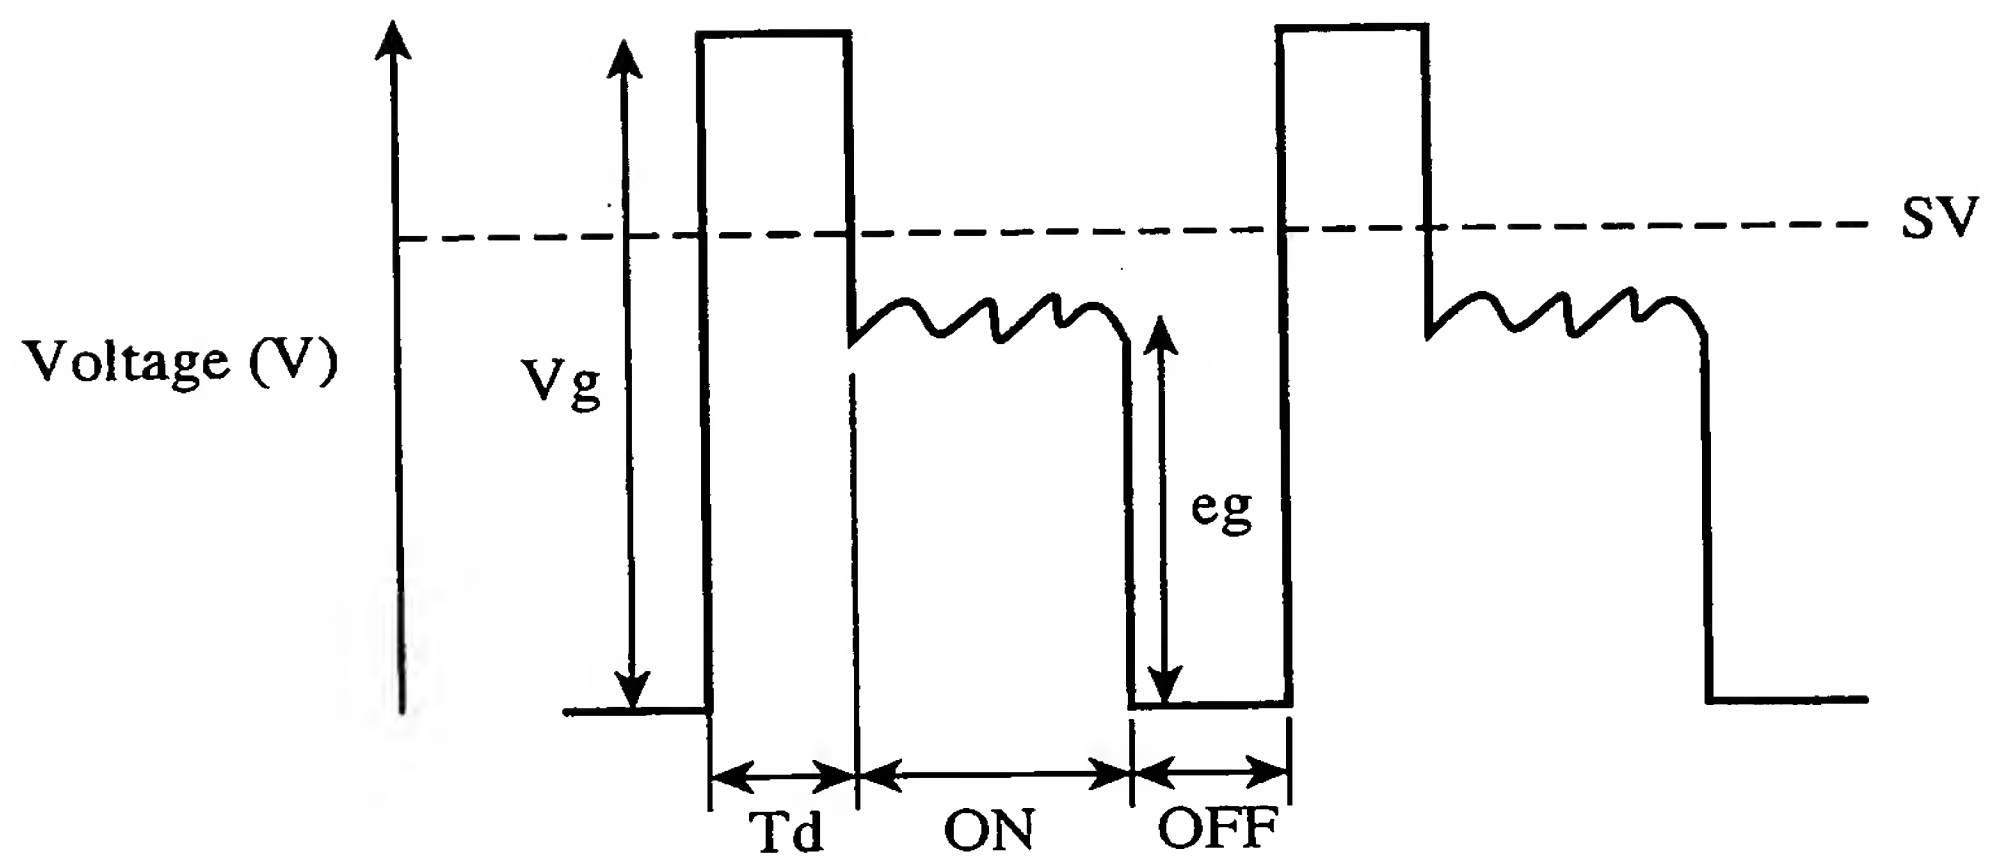 SV
Voltage (V)
Vg
eg
Td
ON
OFF